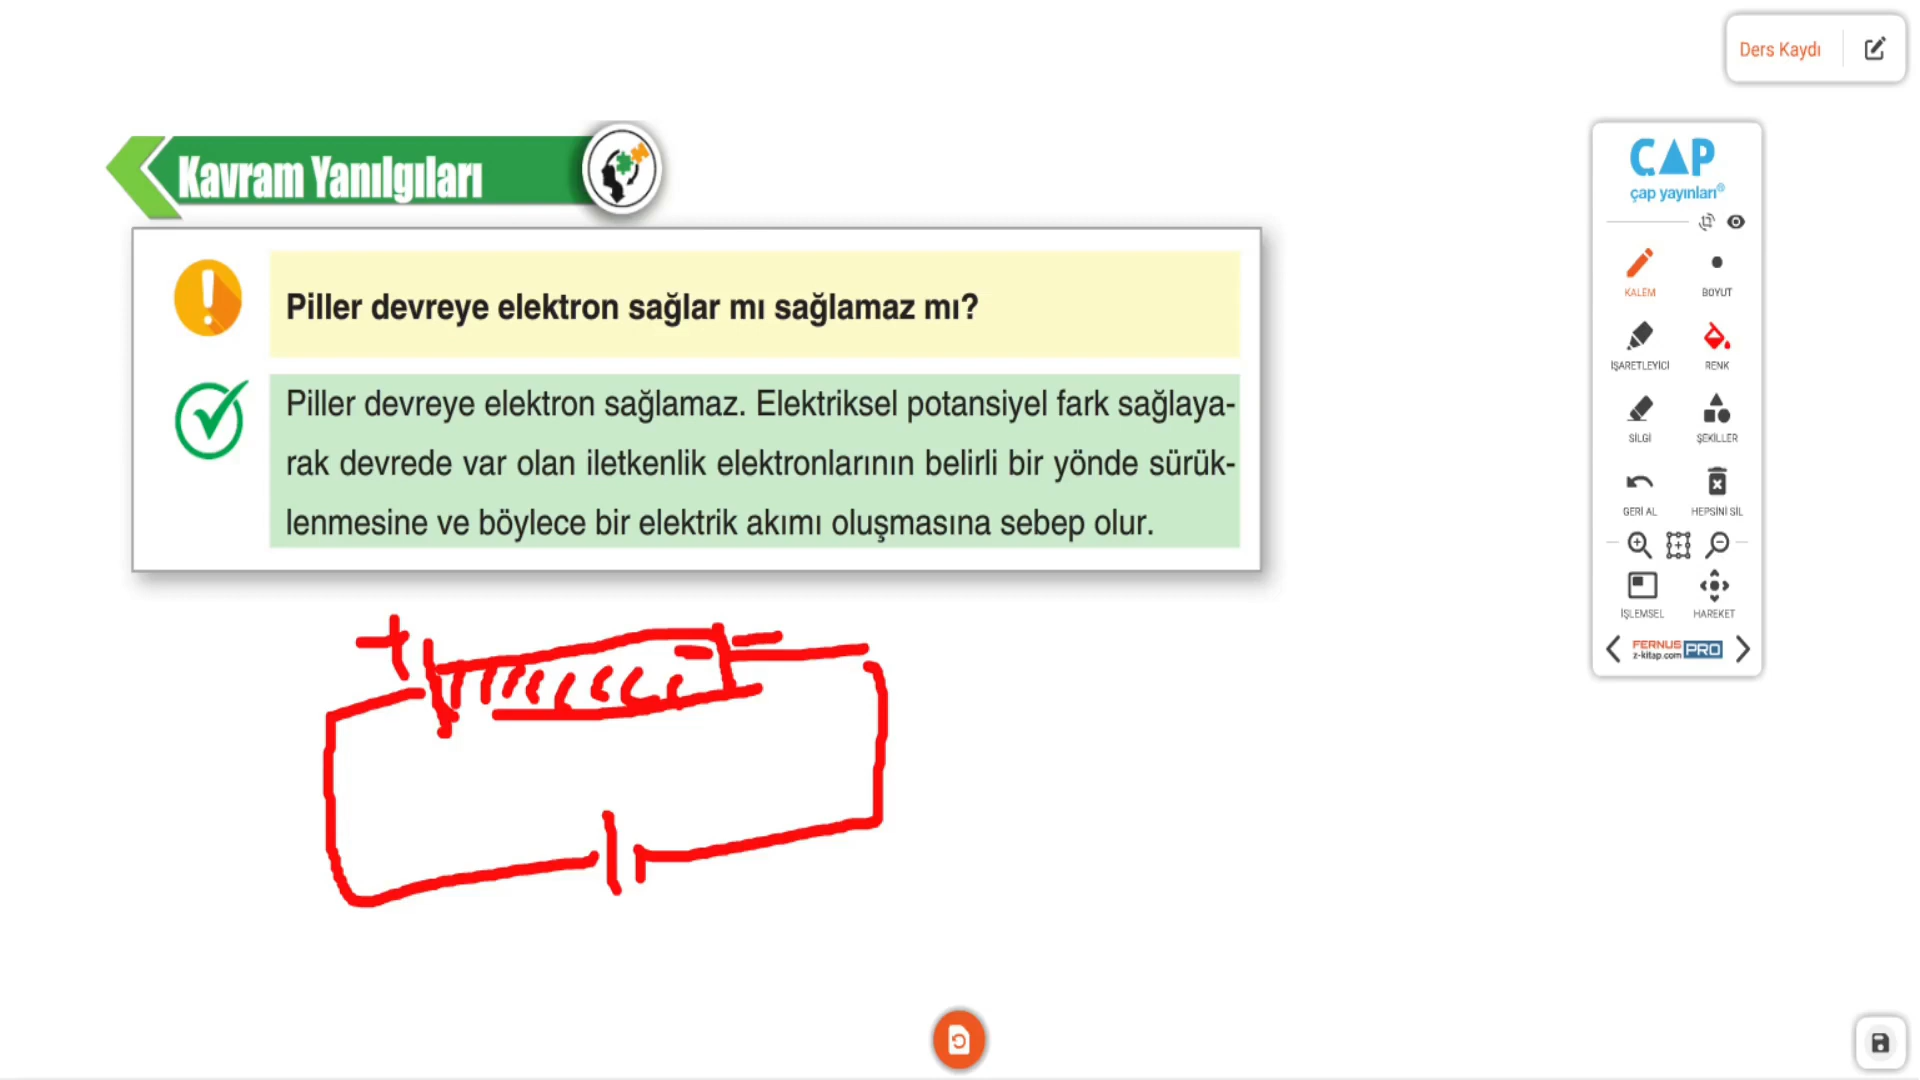 Ders Kaydı
Kavram Yanılgıları
Piller devreye elektron sağlar mı sağlamaz mı?
Piller devreye elektron sağlamaz. Elektriksel potansiyel fark sağlaya-
rak devrede var olan iletkenlik elektronlarının belirli bir yönde sürük-
lenmesine ve böylece bir elektrik akımı oluşmasına sebep olur.
+ -
-
ÇAP
çap yayınları®
KALEM BOYUT
İŞARETLEYİCİ RENK
SİLGİ ŞEKİLLER
GERİ AL HEPSİNİ SİL
İŞLEMSEL HAREKET
FERNUS
z-kitap.com PRO